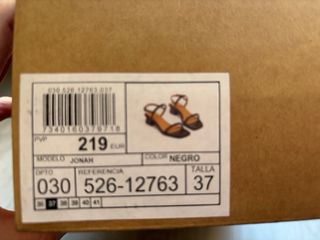 030 526 12763 037
7340160379718
PVP 219 EUR
MODELO JONAH COLOR NEGRO
DPTO REFERENCIA TALLA
030 526-12763 37
36 37 38 39 40 41